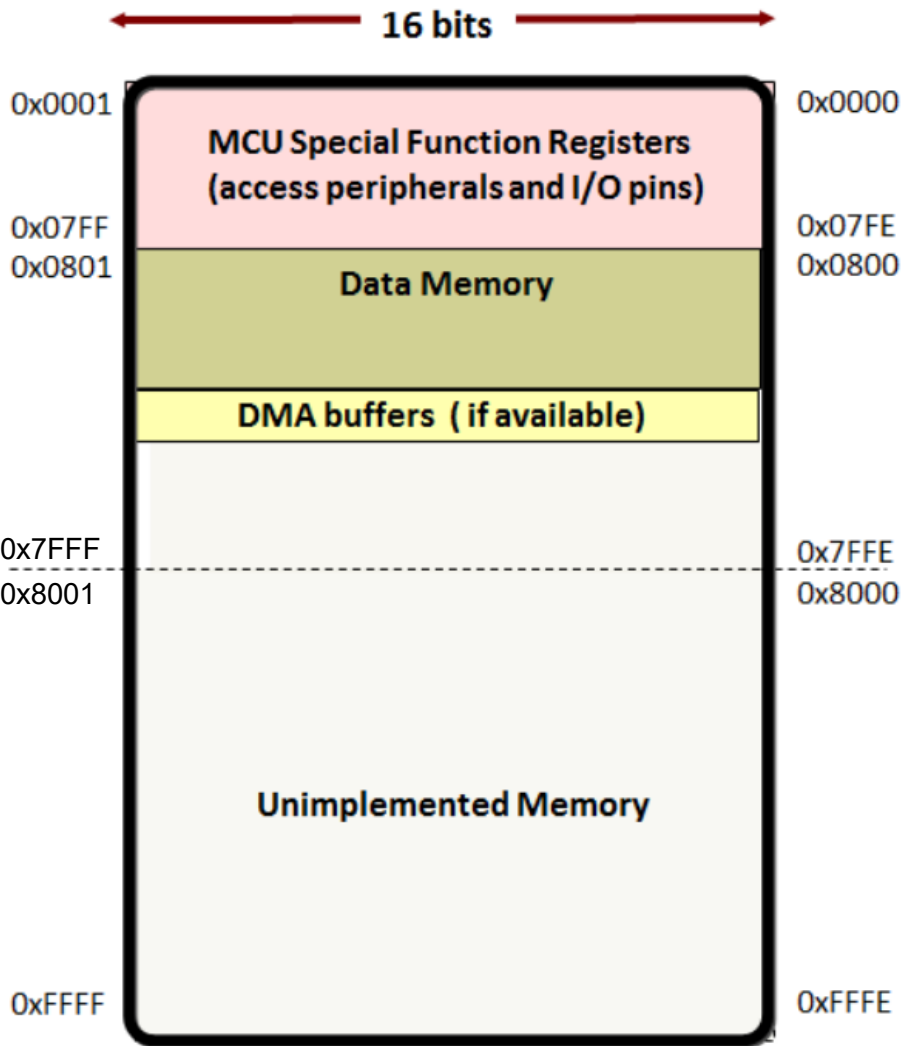 16 bits
0x0001
0x0000
MCU Special Function Registers
(access peripherals and I/O pins)
0x07FF
0x07FE
0x0801
0x0800
Data Memory
DMA buffers ( if available)
0x7FFF
0x7FFE
0x8001
0x8000
Unimplemented Memory
0xFFFF
0xFFFE